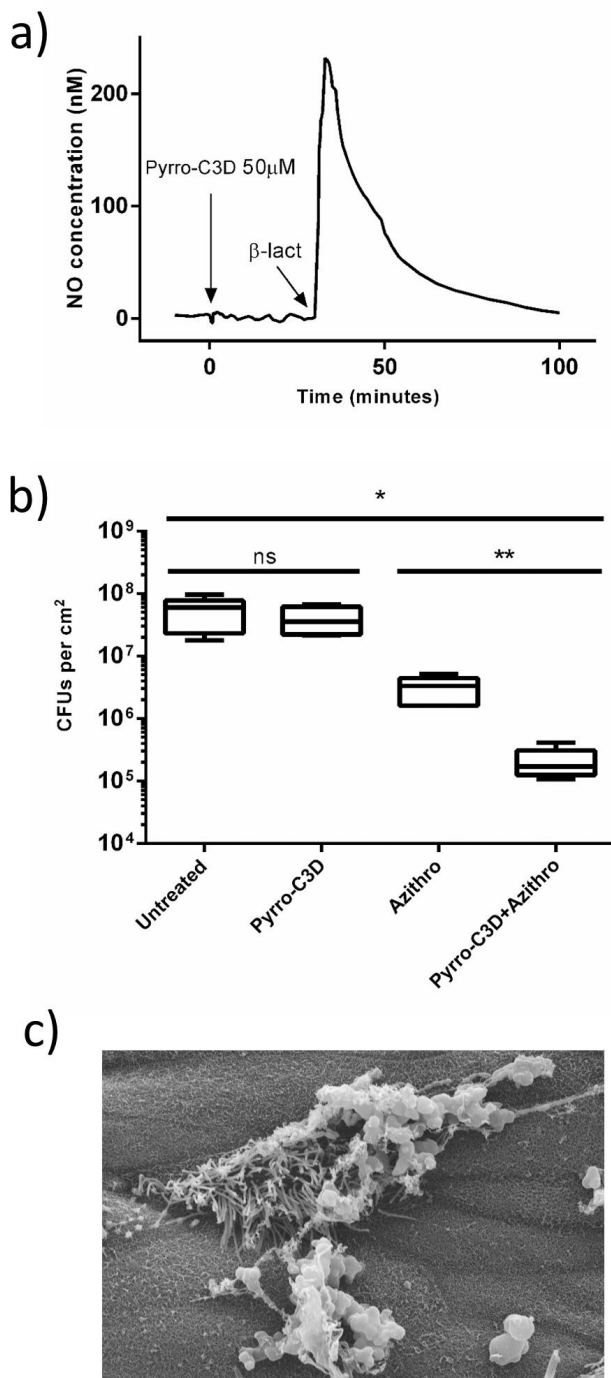 a)
NO concentration (nM)
200
100
0
Pyrro-C3D 50μM
β-lact
0
50
100
Time (minutes)
b)
CFUs per cm²
10⁹
10⁸
10⁷
10⁶
10⁵
10⁴
*
ns
**
Untreated
Pyrro-C3D
Azithro
Pyrro-C3D+Azithro
c)